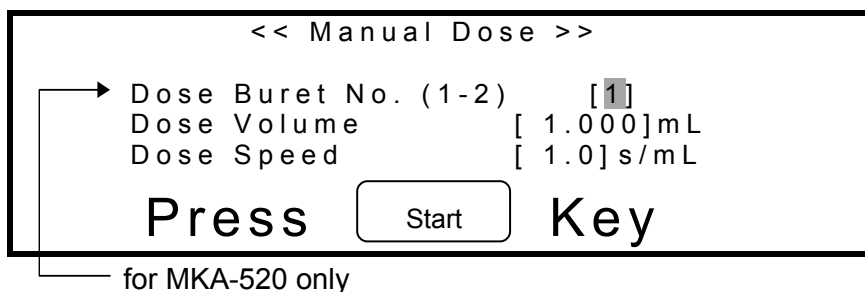 << Manual Dose >>
Dose Buret No. (1-2) [1]
Dose Volume [ 1.000]mL
Dose Speed [ 1.0]s/mL
Press Start Key
for MKA-520 only